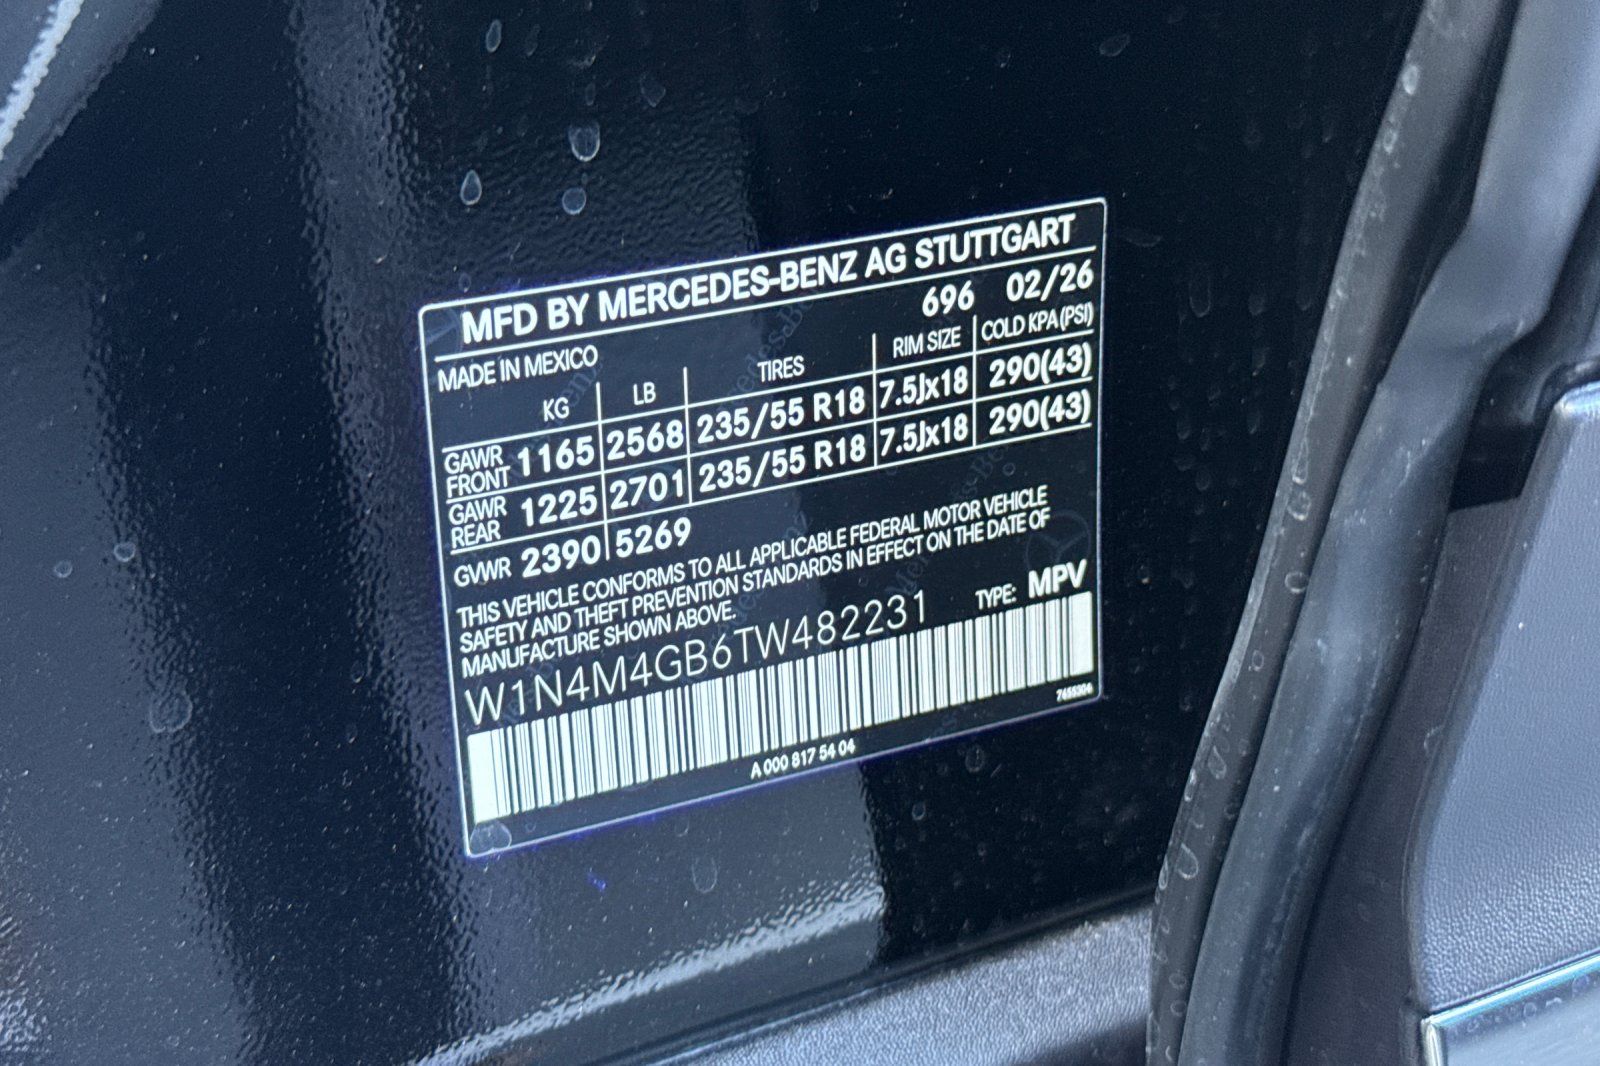 MFD BY MERCEDES-BENZ AG STUTTGART
696 02/26
MADE IN MEXICO
KG LB TIRES RIM SIZE COLD KPA(PSI)
GAWR FRONT 1165 2568 235/55 R18 7.5Jx18 290(43)
GAWR REAR 1225 2701 235/55 R18 7.5Jx18 290(43)
GVWR 2390 5269
THIS VEHICLE CONFORMS TO ALL APPLICABLE FEDERAL MOTOR VEHICLE
SAFETY AND THEFT PREVENTION STANDARDS IN EFFECT ON THE DATE OF
MANUFACTURE SHOWN ABOVE.
TYPE: MPV
W1N4M4GB6TW482231
7455304
A 000 817 54 04